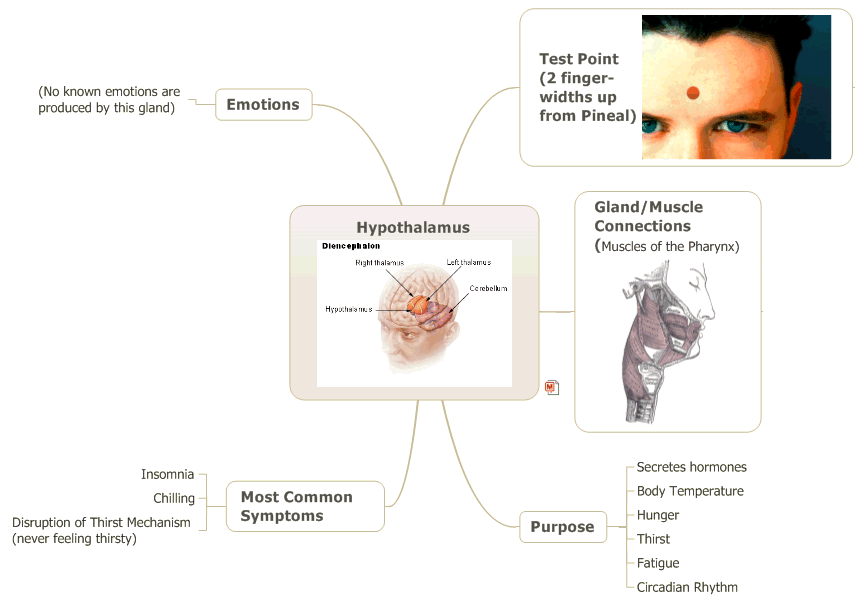 Test Point
(2 finger-
widths up
from Pineal)
(No known emotions are
produced by this gland)
Emotions
Hypothalamus
Diencephalon
Right thalamus
Left thalamus
Cerebellum
Hypothalamus
Gland/Muscle
Connections
(Muscles of the Pharynx)
Insomnia
Chilling
Disruption of Thirst Mechanism
(never feeling thirsty)
Most Common
Symptoms
Purpose
Secretes hormones
Body Temperature
Hunger
Thirst
Fatigue
Circadian Rhythm